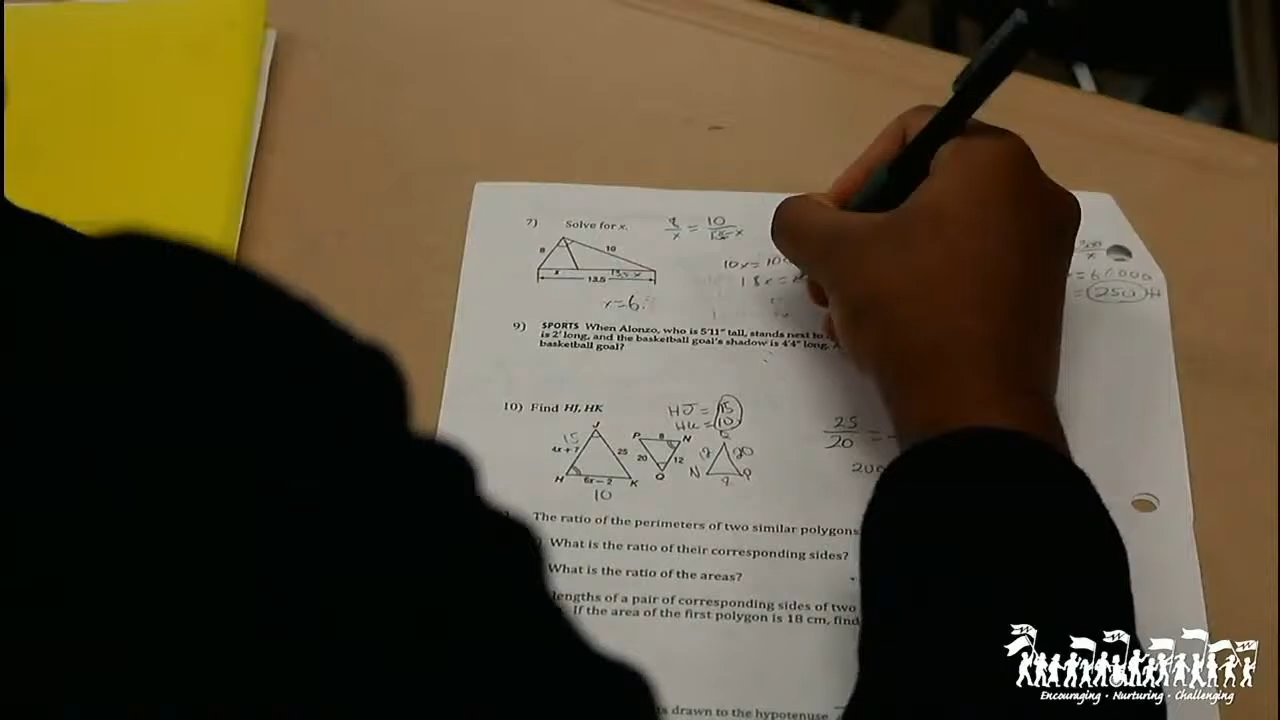 7) Solve for x.
8/x = 10/13.5-x
8
10
x
13.5-x
13.5
10x = 10
18x =
x=6.
x
=60000
= 250 ft
9) SPORTS When Alonzo, who is 5'11" tall, stands next to
is 2' long, and the basketball goal's shadow is 4'4" long.
basketball goal?
10) Find HJ, HK
HJ = 15
HK = 10
25/20 =
200
J
15
4x + 7
25
H
6x - 2
K
10
P
8
N
20
12
Q
20
N
8
P
The ratio of the perimeters of two similar polygons
What is the ratio of their corresponding sides?
What is the ratio of the areas?
lengths of a pair of corresponding sides of two
If the area of the first polygon is 18 cm, find
is drawn to the hypotenuse
Encouraging • Nurturing • Challenging